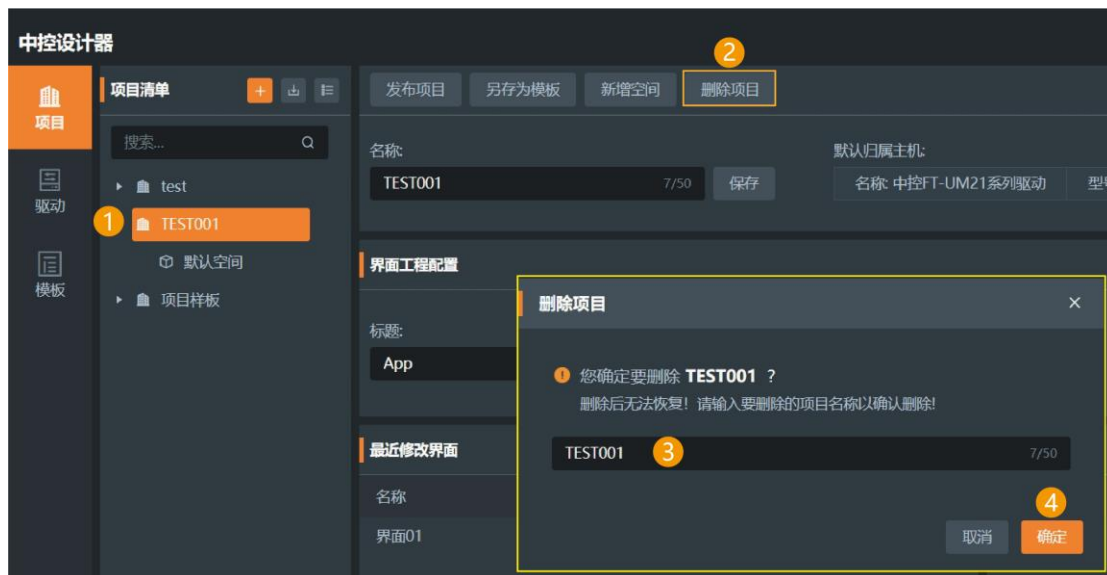 中控设计器
项目
驱动
模板
项目清单
搜索...
test
1
TEST001
默认空间
项目样板
2
发布项目 另存为模板 新增空间 删除项目
名称: 默认归属主机:
TEST001 7/50 保存 名称: 中控FT-UM21系列驱动
界面工程配置
标题:
App
最近修改界面
名称
界面01
删除项目
您确定要删除 TEST001 ?
删除后无法恢复! 请输入要删除的项目名称以确认删除!
TEST001 3 7/50
4
取消 确定